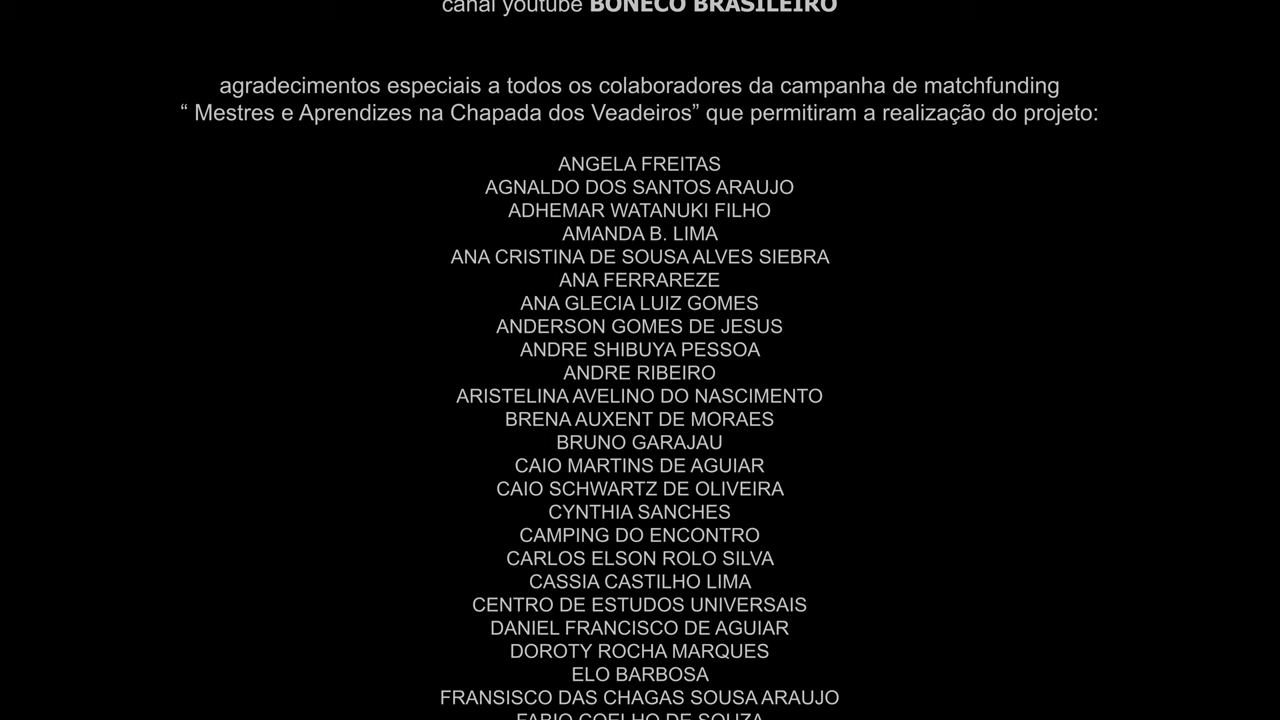 canal youtube BONECO BRASILEIRO
agradecimentos especiais a todos os colaboradores da campanha de matchfunding
“ Mestres e Aprendizes na Chapada dos Veadeiros” que permitiram a realização do projeto:
ANGELA FREITAS
AGNALDO DOS SANTOS ARAUJO
ADHEMAR WATANUKI FILHO
AMANDA B. LIMA
ANA CRISTINA DE SOUSA ALVES SIEBRA
ANA FERRAREZE
ANA GLECIA LUIZ GOMES
ANDERSON GOMES DE JESUS
ANDRE SHIBUYA PESSOA
ANDRE RIBEIRO
ARISTELINA AVELINO DO NASCIMENTO
BRENA AUXENT DE MORAES
BRUNO GARAJAU
CAIO MARTINS DE AGUIAR
CAIO SCHWARTZ DE OLIVEIRA
CYNTHIA SANCHES
CAMPING DO ENCONTRO
CARLOS ELSON ROLO SILVA
CASSIA CASTILHO LIMA
CENTRO DE ESTUDOS UNIVERSAIS
DANIEL FRANCISCO DE AGUIAR
DOROTY ROCHA MARQUES
ELO BARBOSA
FRANSISCO DAS CHAGAS SOUSA ARAUJO
FABIO COELHO DE SOUZA